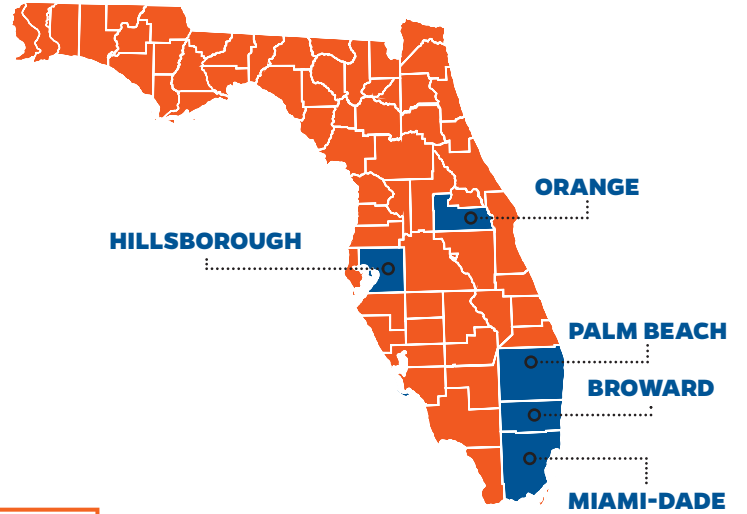 ORANGE
HILLSBOROUGH
PALM BEACH
BROWARD
MIAMI-DADE